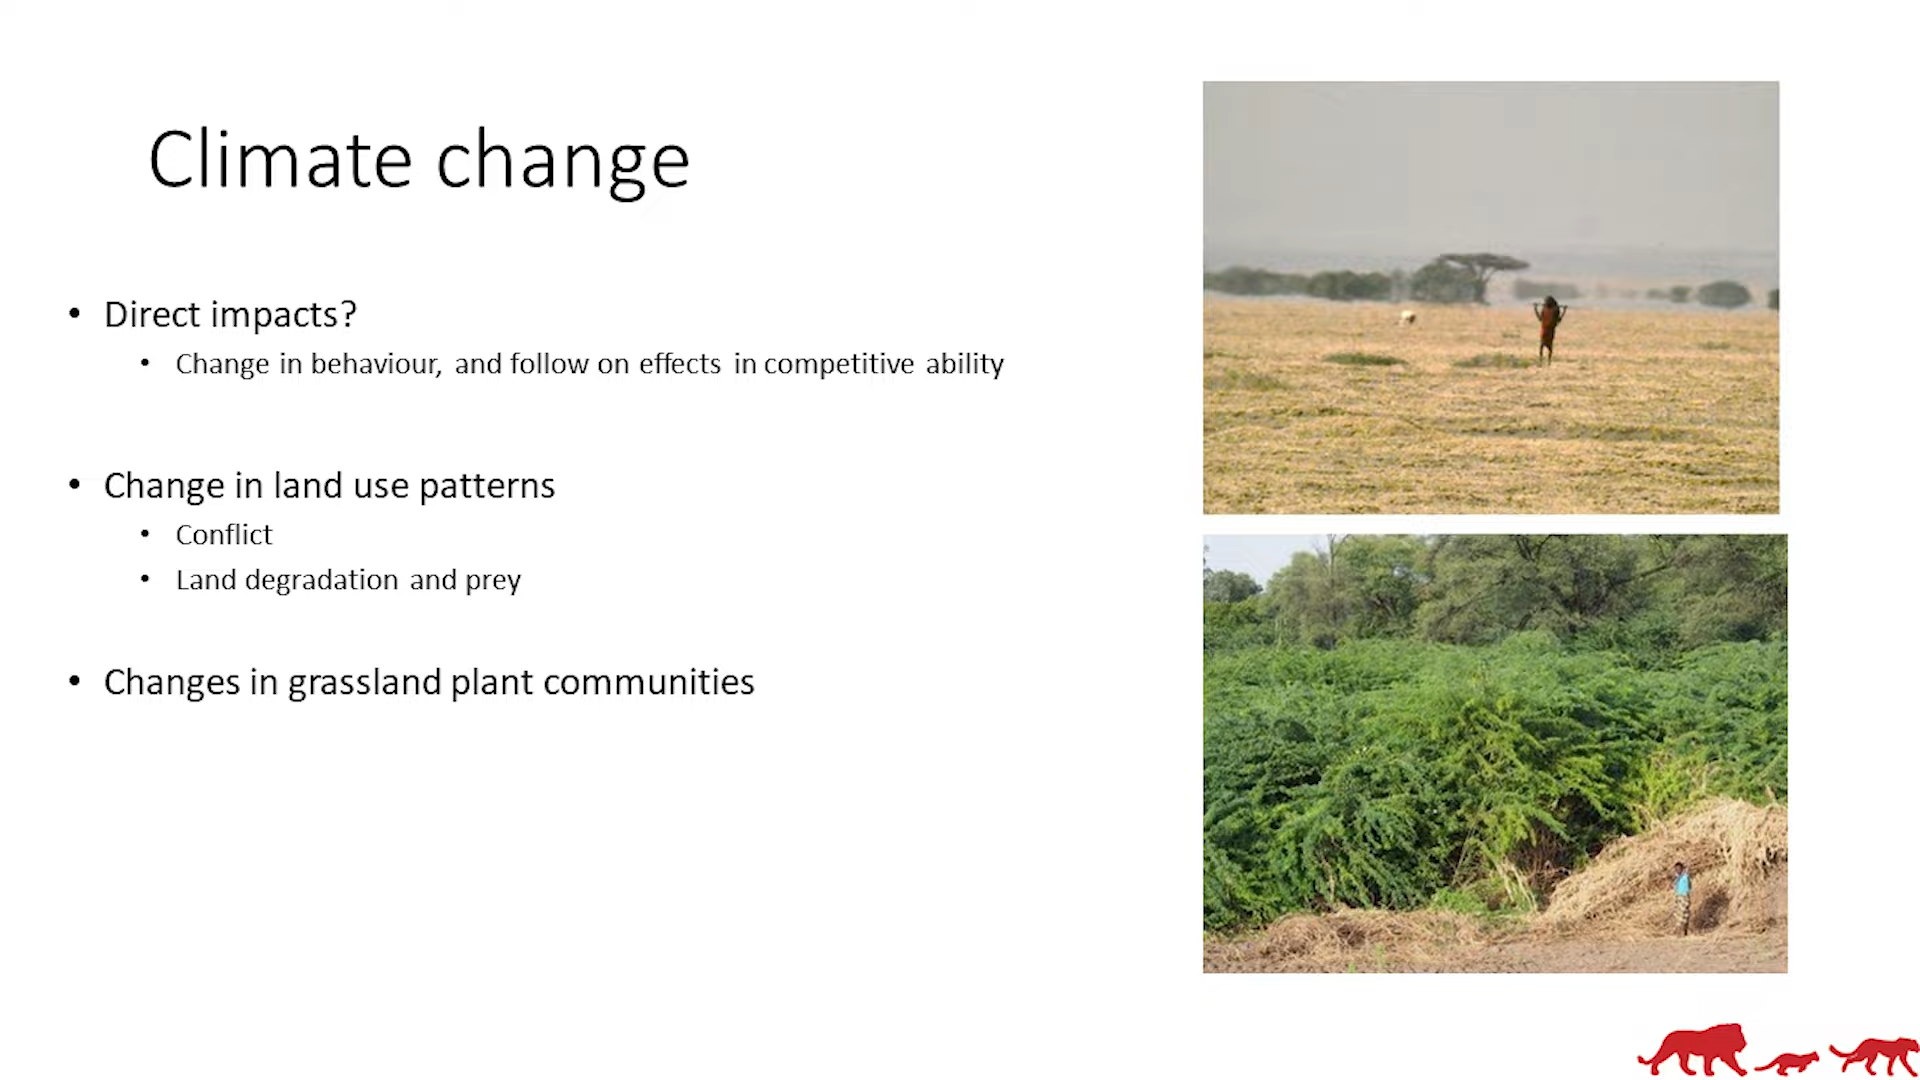 Climate change
• Direct impacts?
• Change in behaviour, and follow on effects in competitive ability
• Change in land use patterns
• Conflict
• Land degradation and prey
• Changes in grassland plant communities